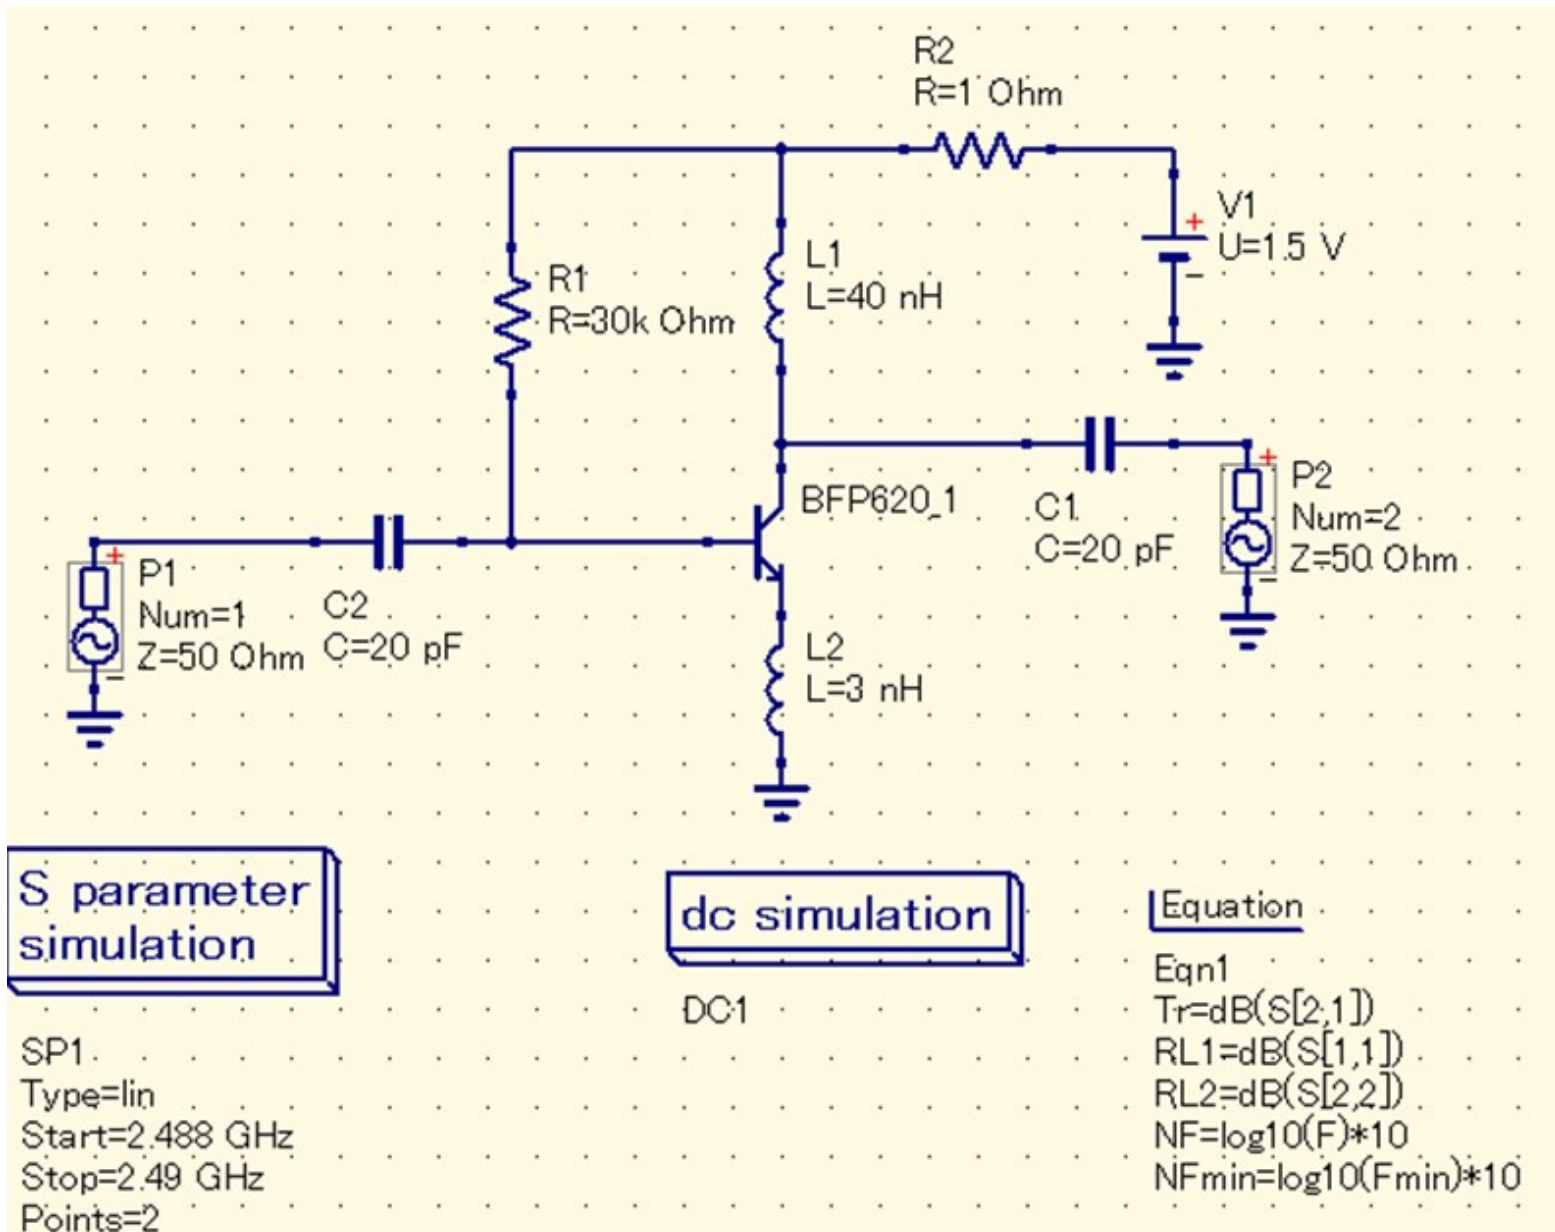 R2
R=1 Ohm
V1
U=1.5 V
L1
L=40 nH
R1
R=30k Ohm
BFP620_1
C1
C=20 pF
P2
Num=2
Z=50 Ohm
P1
Num=1
Z=50 Ohm
C2
C=20 pF
L2
L=3 nH
S parameter
simulation
SP1
Type=lin
Start=2.488 GHz
Stop=2.49 GHz
Points=2
dc simulation
DC1
Equation
Eqn1
Tr=dB(S[2,1])
RL1=dB(S[1,1])
RL2=dB(S[2,2])
NF=log10(F)*10
NFmin=log10(Fmin)*10